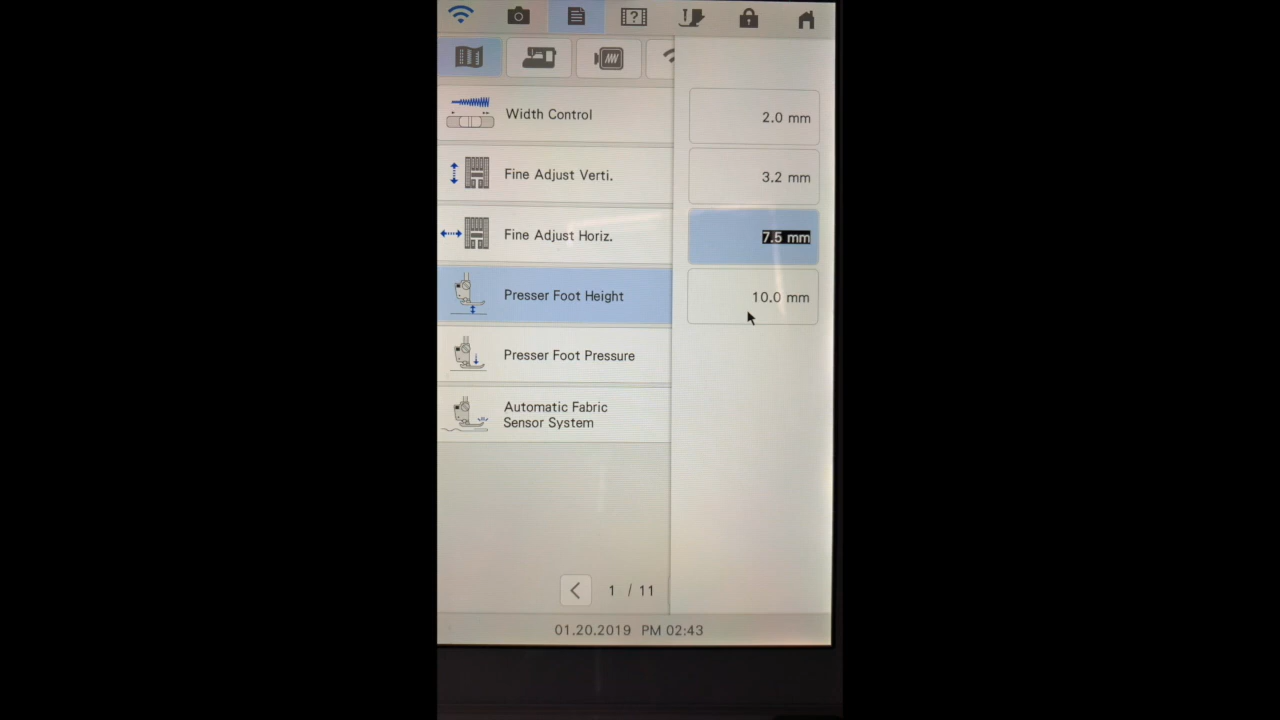 Width Control
Fine Adjust Verti.
Fine Adjust Horiz.
Presser Foot Height
Presser Foot Pressure
Automatic Fabric
Sensor System
2.0 mm
3.2 mm
7.5 mm
10.0 mm
1 / 11
01.20.2019 PM 02:43